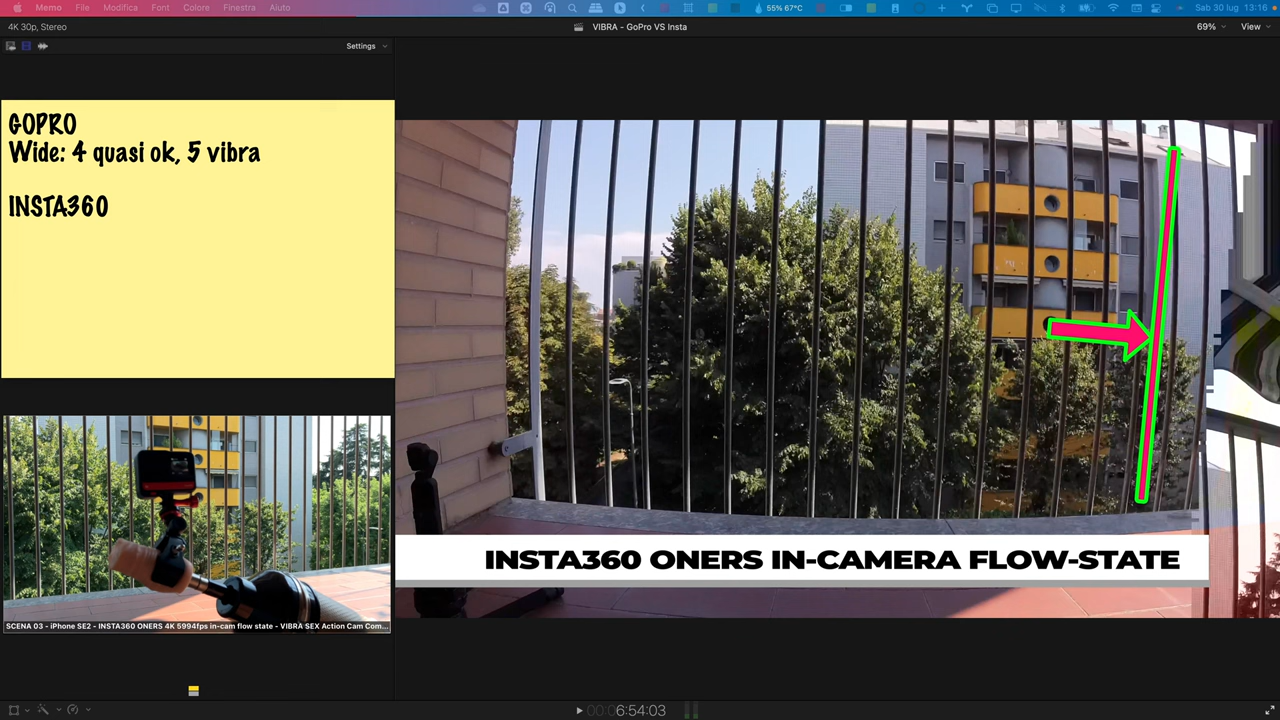 Memo File Modifica Font Colore Finestra Aiuto 55% 67°C Sab 30 lug 13:16
4K 30p, Stereo VIBRA - GoPro VS Insta 69% View
Settings
GOPRO
Wide: 4 quasi ok, 5 vibra
INSTA360
INSTA360 ONERS IN-CAMERA FLOW-STATE
SCENA 03 - iPhone SE2 - INSTA360 ONERS 4K 5994fps in-cam flow state - VIBRA SEX Action Cam Com...
00:06:54:03